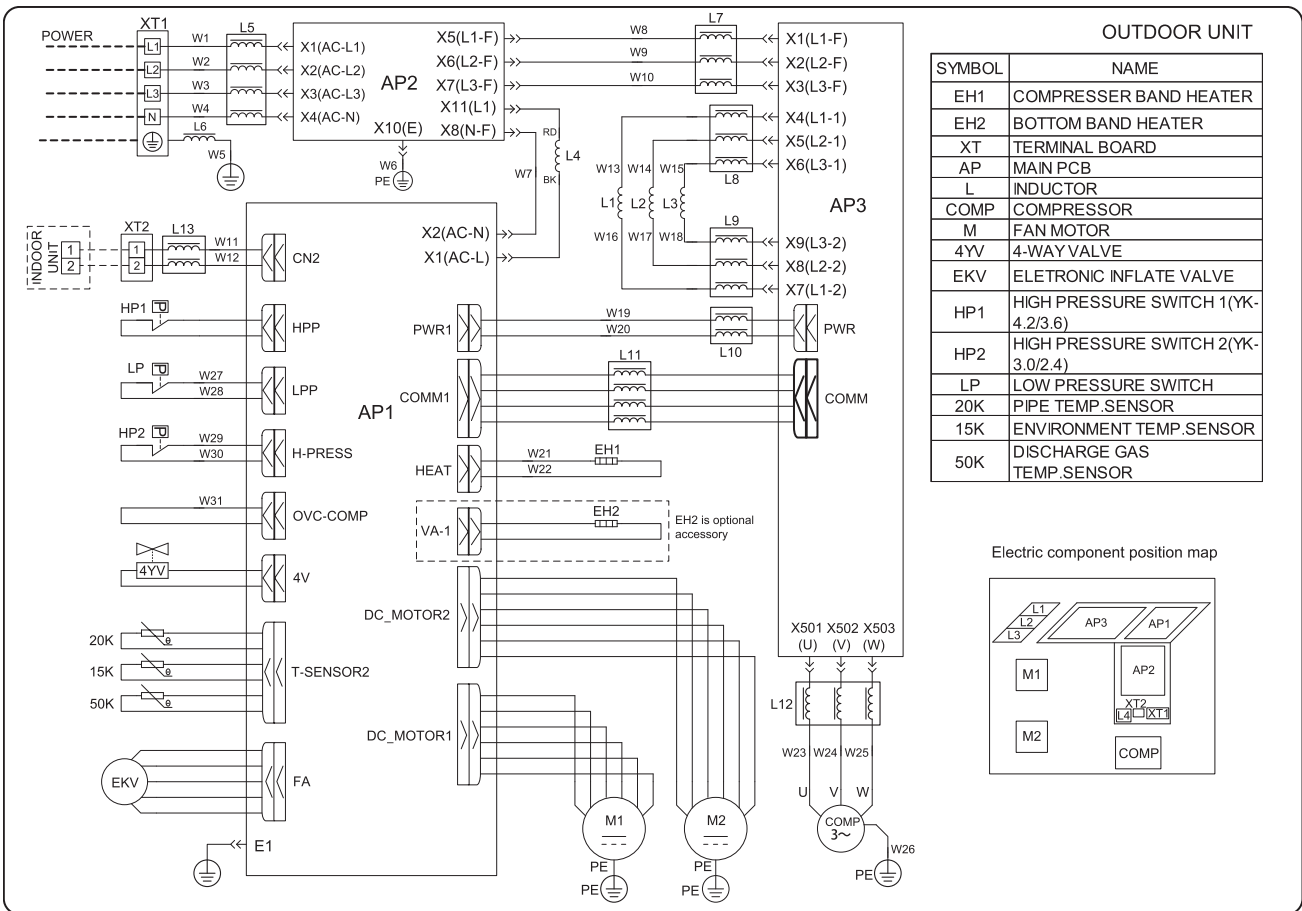 OUTDOOR UNIT
POWER
XT1
L1
L2
L3
N
W1
W2
W3
W4
L5
L6
W5
X1(AC-L1)
X2(AC-L2)
X3(AC-L3)
X4(AC-N)
AP2
X10(E)
W6
PE
X5(L1-F)
X6(L2-F)
X7(L3-F)
X11(L1)
X8(N-F)
RD
L4
BK
W7
W8
W9
W10
L7
X1(L1-F)
X2(L2-F)
X3(L3-F)
X4(L1-1)
X5(L2-1)
X6(L3-1)
L8
W13 W14 W15
L1 L2 L3
W16 W17 W18
L9
X9(L3-2)
X8(L2-2)
X7(L1-2)
AP3
INDOOR
UNIT
1
2
XT2
1
2
L13
W11
W12
CN2
X2(AC-N)
X1(AC-L)
HP1
P
HPP
PWR1
W19
W20
L10
PWR
LP
P
W27
W28
LPP
AP1
COMM1
L11
COMM
HP2
P
W29
W30
H-PRESS
HEAT
W21
W22
EH1
W31
OVC-COMP
VA-1
EH2
EH2 is optional
accessory
4YV
4V
DC_MOTOR2
20K
θ
15K
θ
50K
θ
T-SENSOR2
DC_MOTOR1
EKV
FA
E1
M1
PE
PE
M2
PE
PE
X501 X502 X503
(U) (V) (W)
L12
W23 W24 W25
U V W
COMP
3~
W26
PE
SYMBOL NAME
EH1 COMPRESSER BAND HEATER
EH2 BOTTOM BAND HEATER
XT TERMINAL BOARD
AP MAIN PCB
L INDUCTOR
COMP COMPRESSOR
M FAN MOTOR
4YV 4-WAY VALVE
EKV ELETRONIC INFLATE VALVE
HP1 HIGH PRESSURE SWITCH 1(YK-
4.2/3.6)
HP2 HIGH PRESSURE SWITCH 2(YK-
3.0/2.4)
LP LOW PRESSURE SWITCH
20K PIPE TEMP.SENSOR
15K ENVIRONMENT TEMP.SENSOR
50K DISCHARGE GAS
TEMP.SENSOR
Electric component position map
L1
L2
L3
AP3
AP1
M1
AP2
XT2
L4
XT1
M2
COMP